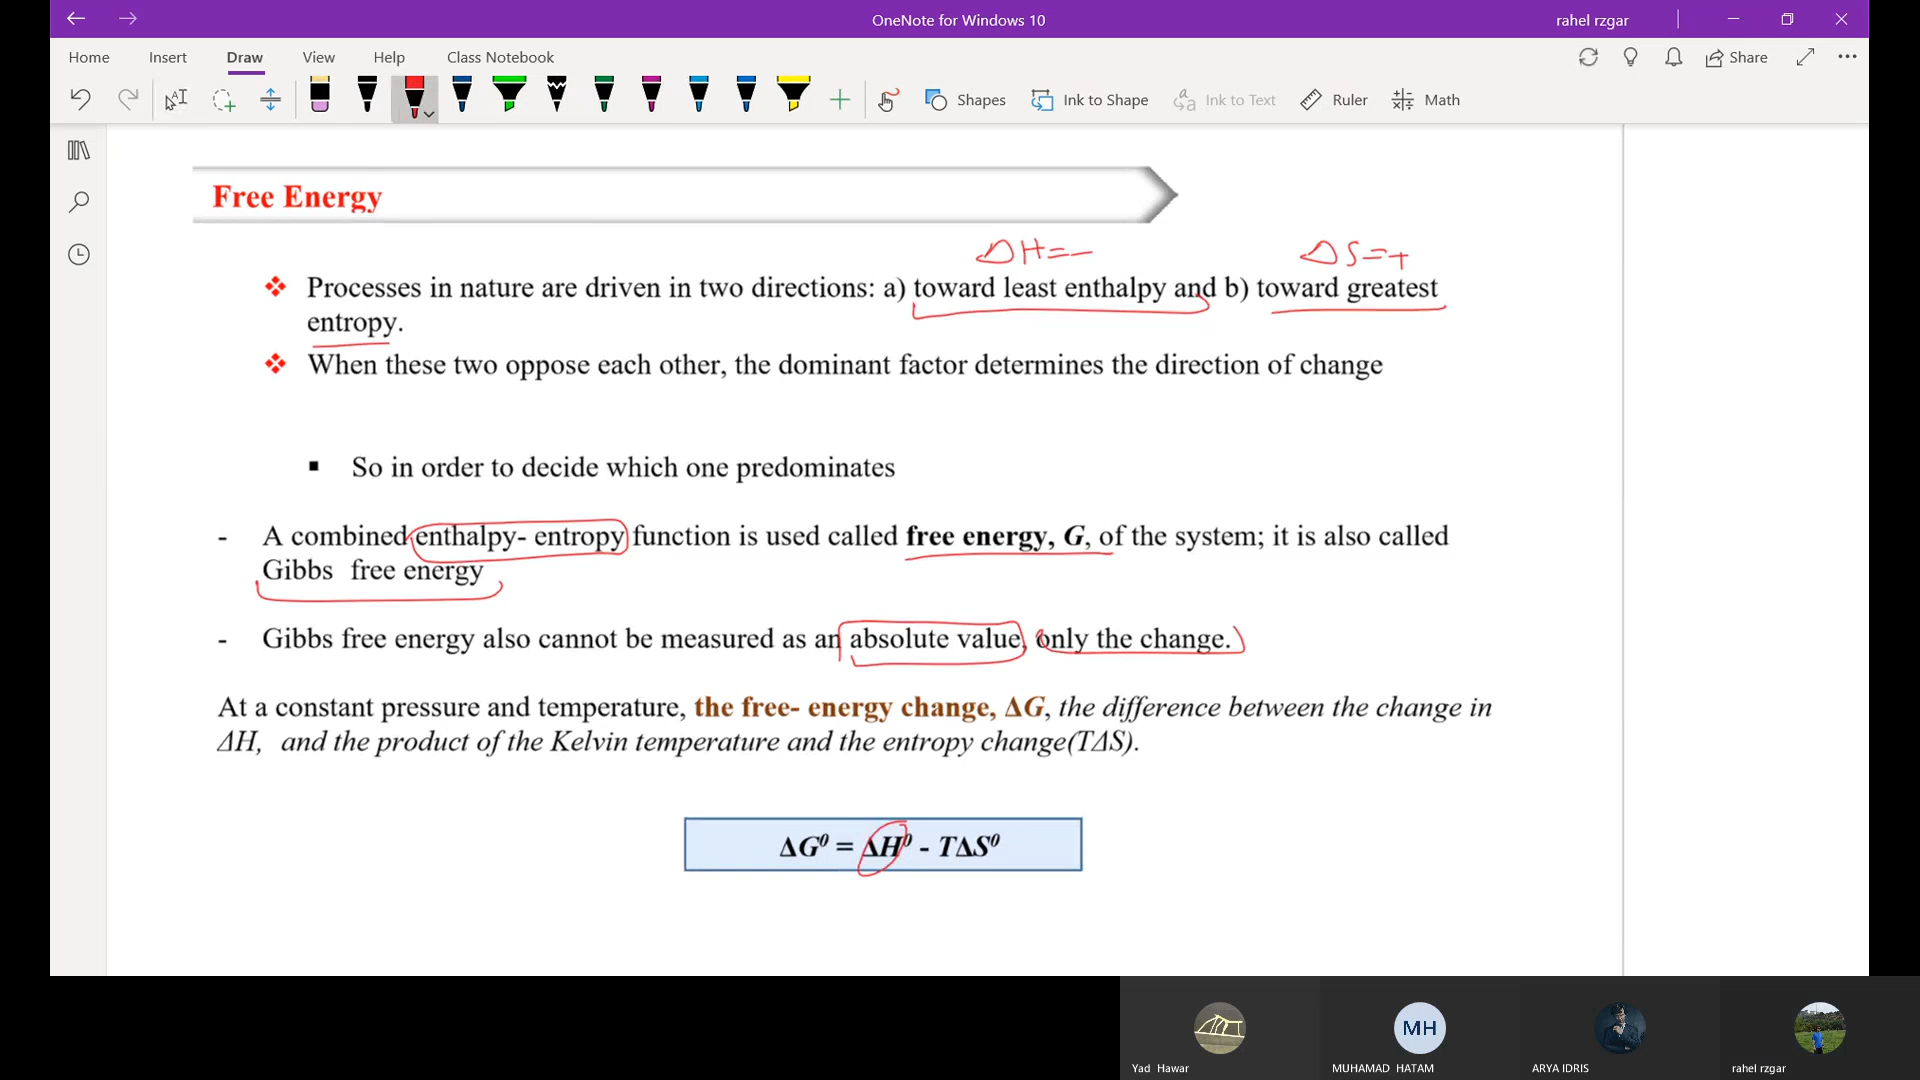 OneNote for Windows 10
rahel rzgar
Home Insert Draw View Help Class Notebook
Share
Shapes Ink to Shape Ink to Text Ruler Math
Free Energy
ΔH=- ΔS=+
❖ Processes in nature are driven in two directions: a) toward least enthalpy and b) toward greatest
entropy.
❖ When these two oppose each other, the dominant factor determines the direction of change
▪ So in order to decide which one predominates
- A combined enthalpy- entropy function is used called free energy, G, of the system; it is also called
Gibbs free energy
- Gibbs free energy also cannot be measured as an absolute value, only the change.
At a constant pressure and temperature, the free- energy change, ΔG, the difference between the change in
ΔH, and the product of the Kelvin temperature and the entropy change(TΔS).
ΔG⁰ = ΔH⁰ - TΔS⁰
MH
Yad Hawar MUHAMAD HATAM ARYA IDRIS rahel rzgar